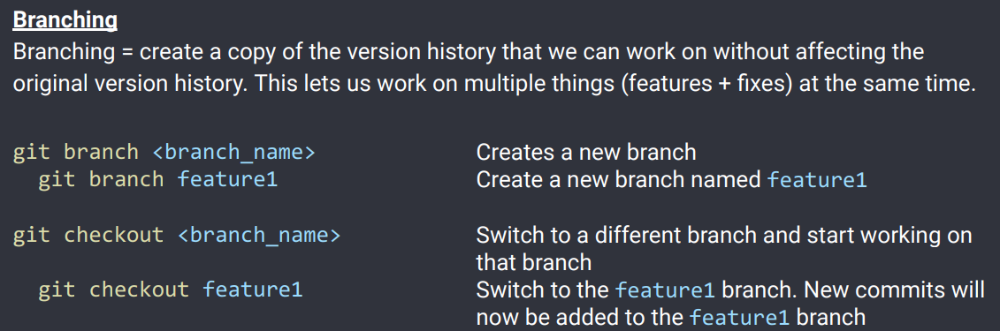 Branching
Branching = create a copy of the version history that we can work on without affecting the
original version history. This lets us work on multiple things (features + fixes) at the same time.
git branch <branch_name> Creates a new branch
git branch feature1 Create a new branch named feature1
git checkout <branch_name> Switch to a different branch and start working on
that branch
git checkout feature1 Switch to the feature1 branch. New commits will
now be added to the feature1 branch